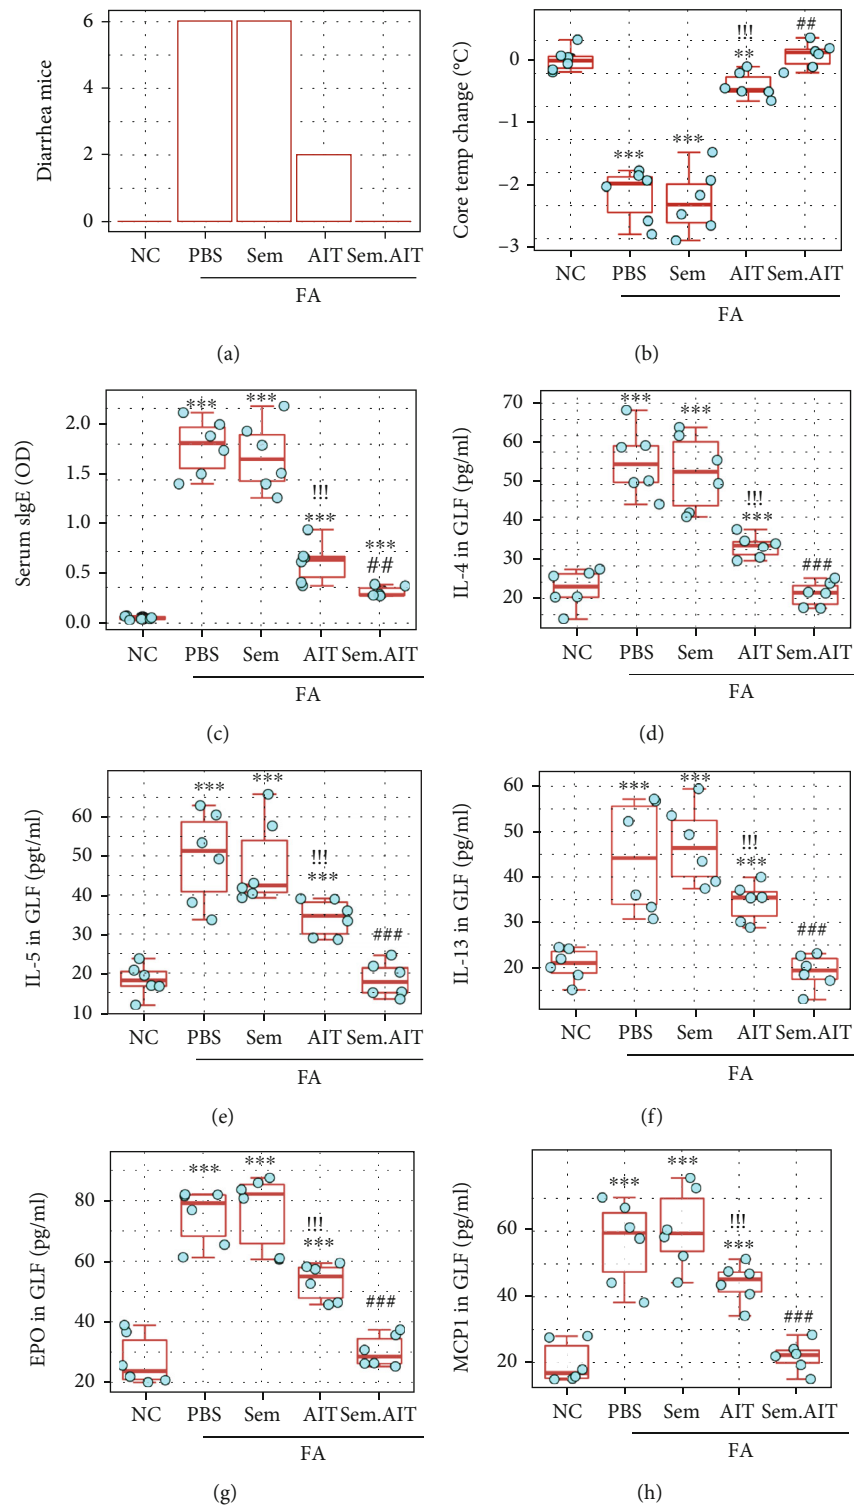 Diarrhea mice
6
4
2
0
NC PBS Sem AIT Sem.AIT
FA
(a)
Core temp change (°C)
0
−1
−2
−3
***
***
!!!
**
##
NC PBS Sem AIT Sem.AIT
FA
(b)
Serum sIgE (OD)
2.0
1.5
1.0
0.5
0.0
***
***
!!!
***
***
##
NC PBS Sem AIT Sem.AIT
FA
(c)
IL-4 in GLF (pg/ml)
70
60
50
40
30
20
***
***
!!!
***
###
NC PBS Sem AIT Sem.AIT
FA
(d)
IL-5 in GLF (pgt/ml)
60
50
40
30
20
10
***
***
!!!
***
###
NC PBS Sem AIT Sem.AIT
FA
(e)
IL-13 in GLF (pg/ml)
60
50
40
30
20
***
***
!!!
***
###
NC PBS Sem AIT Sem.AIT
FA
(f)
EPO in GLF (pg/ml)
80
60
40
20
***
***
!!!
***
###
NC PBS Sem AIT Sem.AIT
FA
(g)
MCP1 in GLF (pg/ml)
60
40
20
***
***
!!!
***
###
NC PBS Sem AIT Sem.AIT
FA
(h)